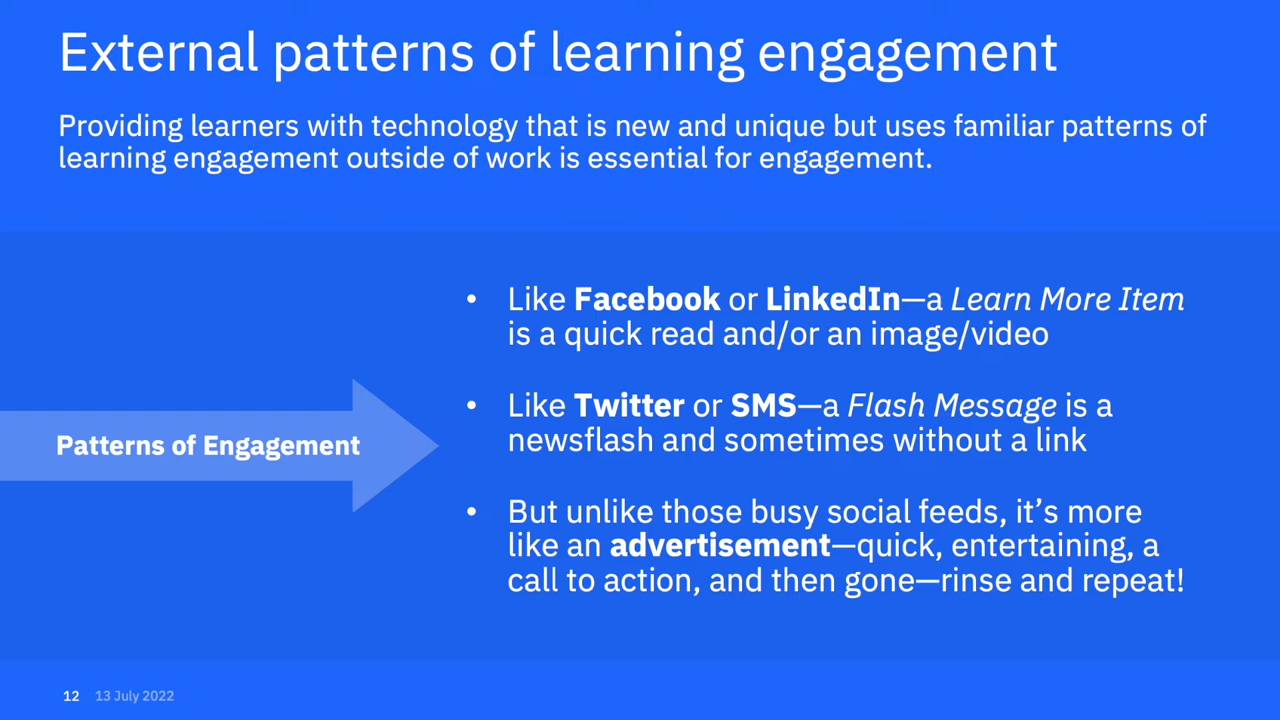 External patterns of learning engagement
Providing learners with technology that is new and unique but uses familiar patterns of
learning engagement outside of work is essential for engagement.
Patterns of Engagement
• Like Facebook or LinkedIn—a Learn More Item
is a quick read and/or an image/video
• Like Twitter or SMS—a Flash Message is a
newsflash and sometimes without a link
• But unlike those busy social feeds, it’s more
like an advertisement—quick, entertaining, a
call to action, and then gone—rinse and repeat!
12 13 July 2022